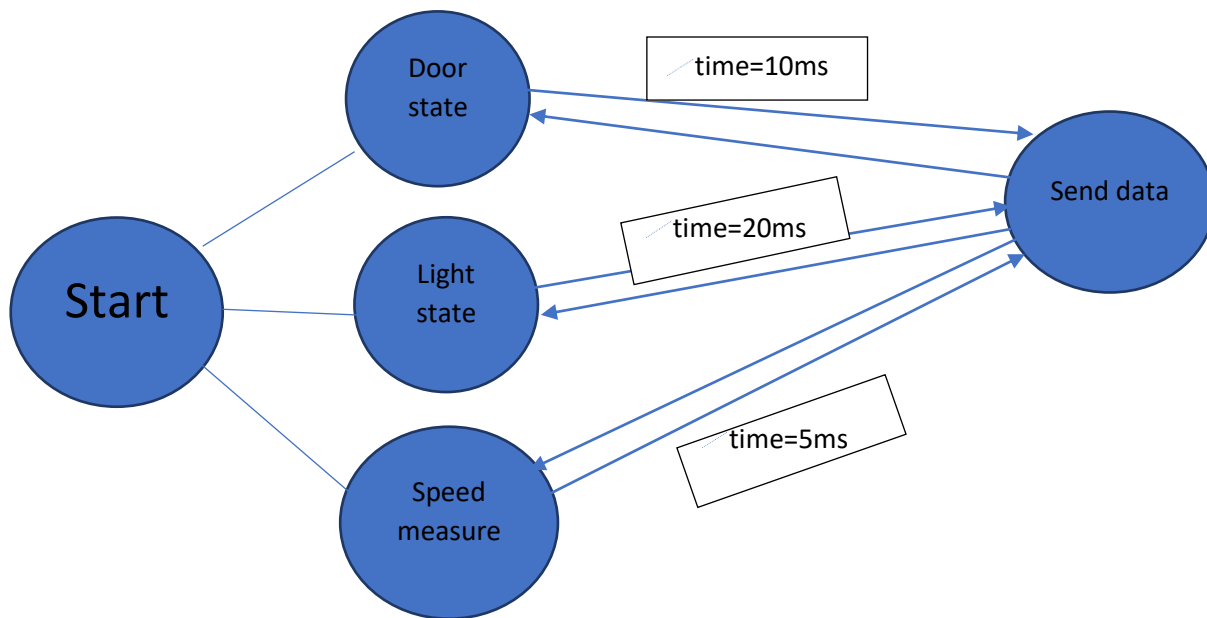 Start
Door
state
Light
state
Speed
measure
time=10ms
time=20ms
time=5ms
Send data